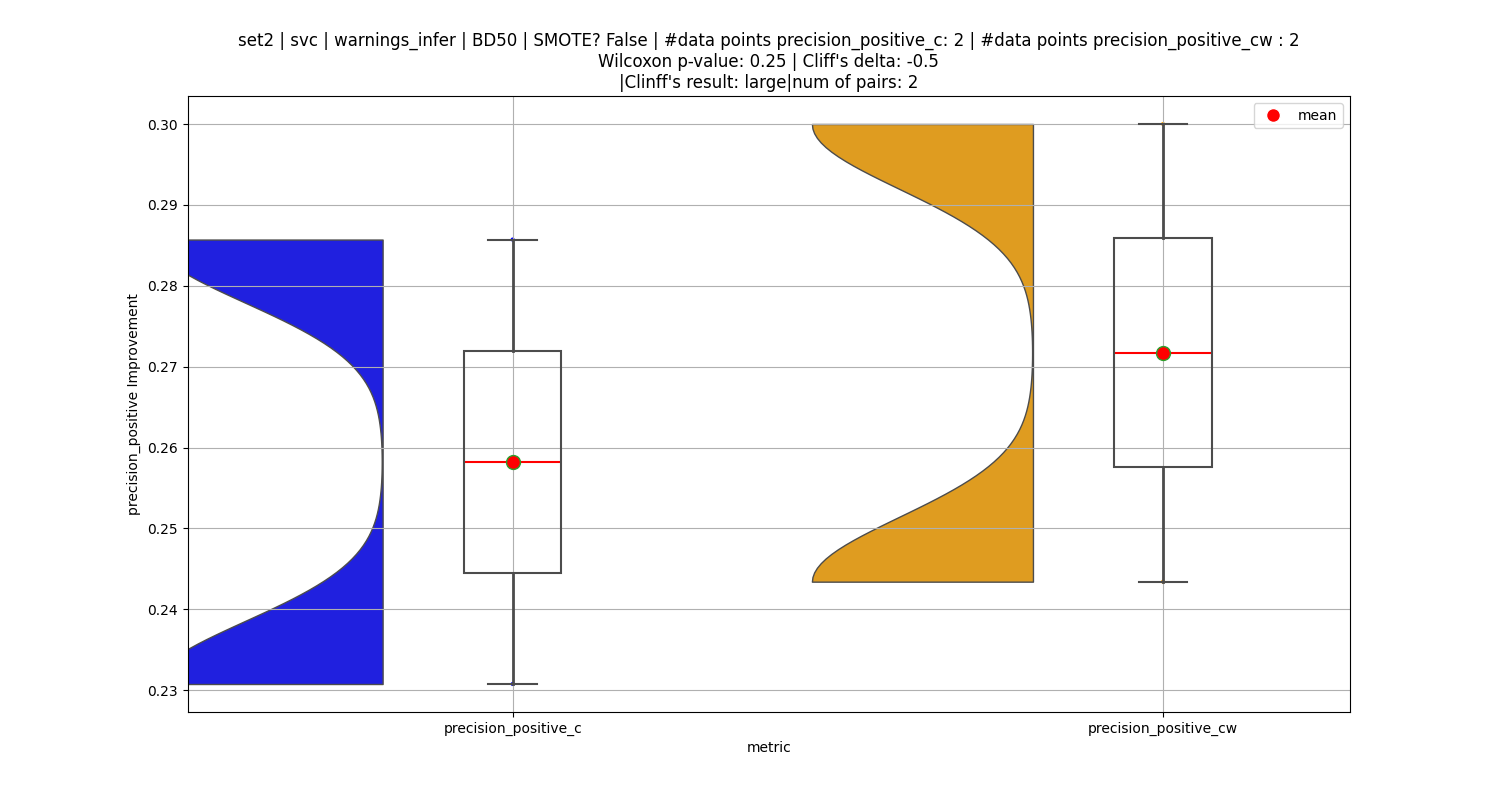 set2 | svc | warnings_infer | BD50 | SMOTE? False | #data points precision_positive_c: 2 | #data points precision_positive_cw : 2
Wilcoxon p-value: 0.25 | Cliff's delta: -0.5
|Clinff's result: large|num of pairs: 2
mean
0.30
0.29
0.28
0.27
0.26
0.25
0.24
0.23
precision_positive Improvement
precision_positive_c
precision_positive_cw
metric